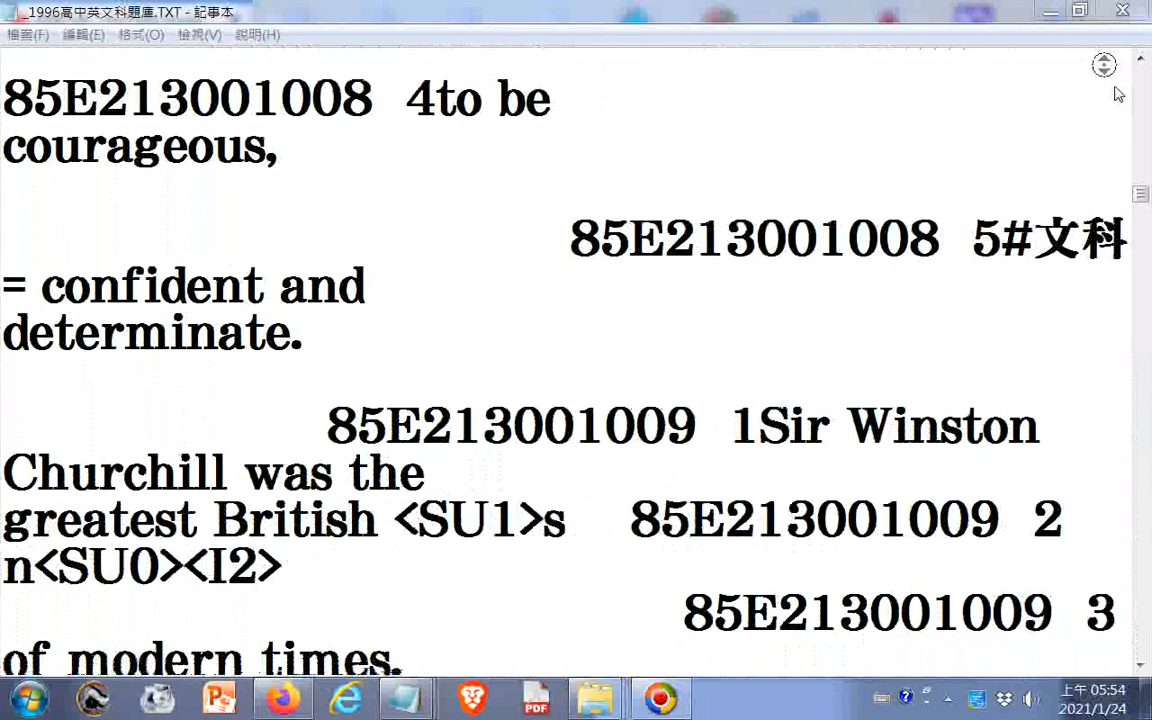 _1996高中英文科題庫.TXT - 記事本
檔案(F) 編輯(E) 格式(O) 檢視(V) 說明(H)
85E213001008 4to be
courageous,
85E213001008 5#文科
= confident and
determinate.
85E213001009 1Sir Winston
Churchill was the
greatest British <SU1>s 85E213001009 2
n<SU0><I2>
85E213001009 3
of modern times.
PDF
上午 05:54
2021/1/24